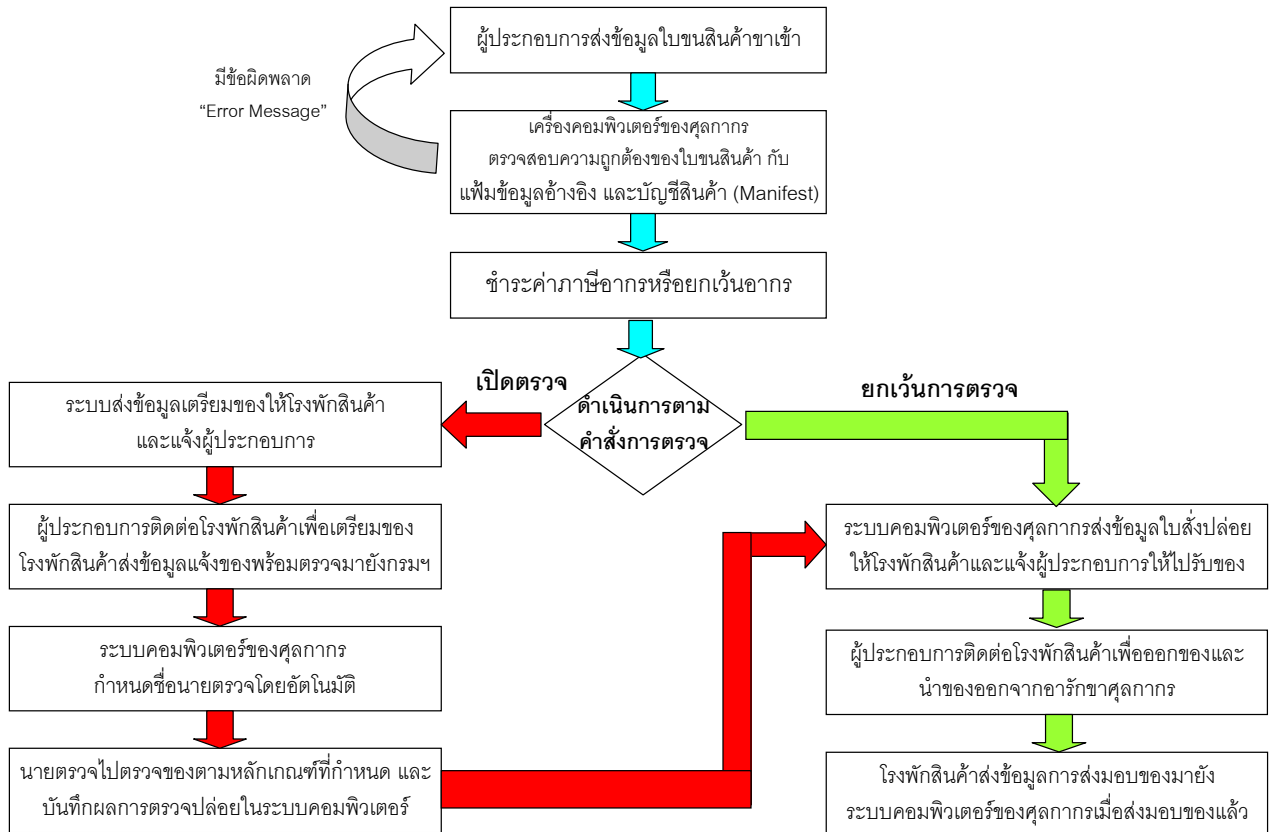 ผู้ประกอบการส่งข้อมูลใบขนสินค้าขาเข้า
มีข้อผิดพลาด
“Error Message”
เครื่องคอมพิวเตอร์ของศุลกากร
ตรวจสอบความถูกต้องของใบขนสินค้า กับ
แฟ้มข้อมูลอ้างอิง และบัญชีสินค้า (Manifest)
ชำระค่าภาษีอากรหรือยกเว้นอากร
ดำเนินการตาม
คำสั่งการตรวจ
เปิดตรวจ
ระบบส่งข้อมูลเตรียมของให้โรงพักสินค้า
และแจ้งผู้ประกอบการ
ผู้ประกอบการติดต่อโรงพักสินค้าเพื่อเตรียมของ
โรงพักสินค้าส่งข้อมูลแจ้งของพร้อมตรวจมายังกรมฯ
ระบบคอมพิวเตอร์ของศุลกากร
กำหนดชื่อนายตรวจโดยอัตโนมัติ
นายตรวจไปตรวจของตามหลักเกณฑ์ที่กำหนด และ
บันทึกผลการตรวจปล่อยในระบบคอมพิวเตอร์
ยกเว้นการตรวจ
ระบบคอมพิวเตอร์ของศุลกากรส่งข้อมูลใบสั่งปล่อย
ให้โรงพักสินค้าและแจ้งผู้ประกอบการให้ไปรับของ
ผู้ประกอบการติดต่อโรงพักสินค้าเพื่อออกของและ
นำของออกจากอารักขาศุลกากร
โรงพักสินค้าส่งข้อมูลการส่งมอบของมายัง
ระบบคอมพิวเตอร์ของศุลกากรเมื่อส่งมอบของแล้ว